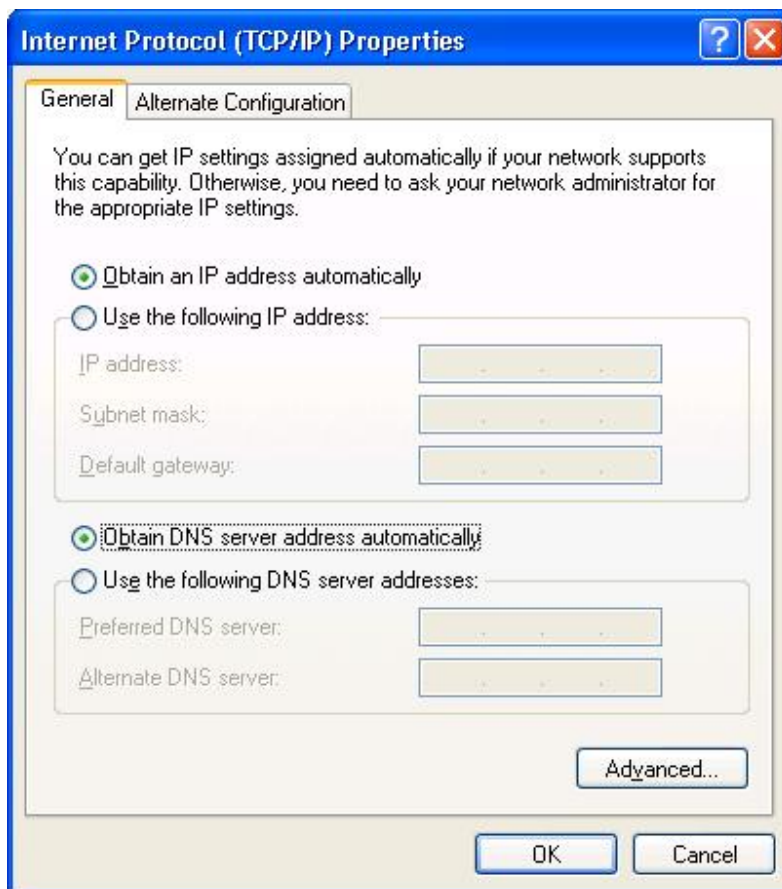 Internet Protocol (TCP/IP) Properties
General Alternate Configuration
You can get IP settings assigned automatically if your network supports
this capability. Otherwise, you need to ask your network administrator for
the appropriate IP settings.
Obtain an IP address automatically
Use the following IP address:
IP address:
Subnet mask:
Default gateway:
Obtain DNS server address automatically
Use the following DNS server addresses:
Preferred DNS server:
Alternate DNS server:
Advanced...
OK Cancel